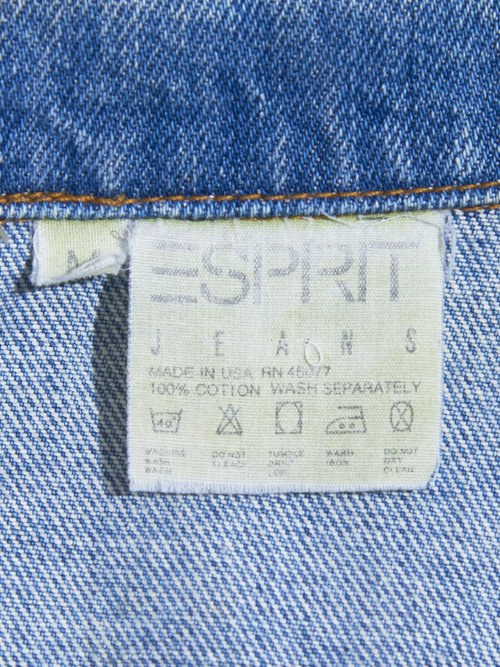 M
ESPRIT
JEANS
MADE IN USA RN 45077
100% COTTON WASH SEPARATELY
40
MACHINE DO NOT TUMBLE WARM DO NOT
WASH BLEACH DRY IRON DRY
WARM LOW CLEAN